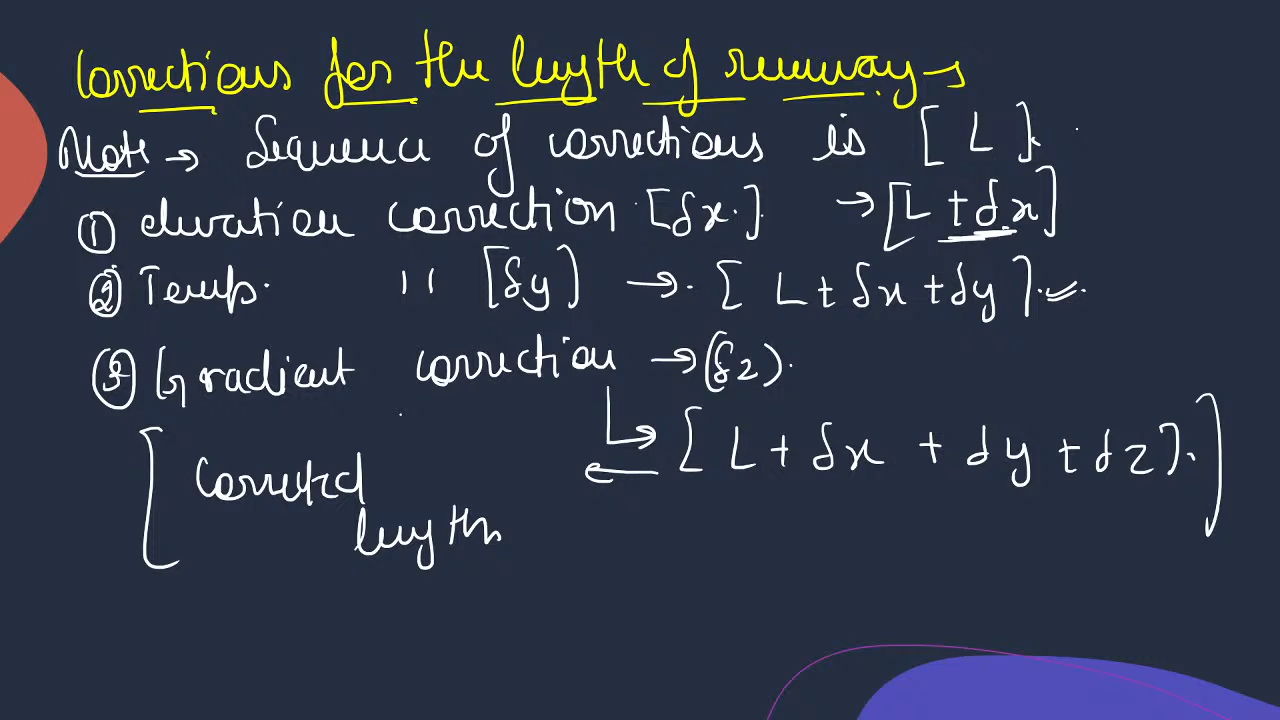 Corrections for the length of runway →
Note → Sequence of corrections is [L].
① elevation correction [δx.] → [L + δx]
② Temp. " [δy] → [L + δx + δy].
③ Gradient correction → (δz).
[L + δx + δy + δz].]
[Corrected
length